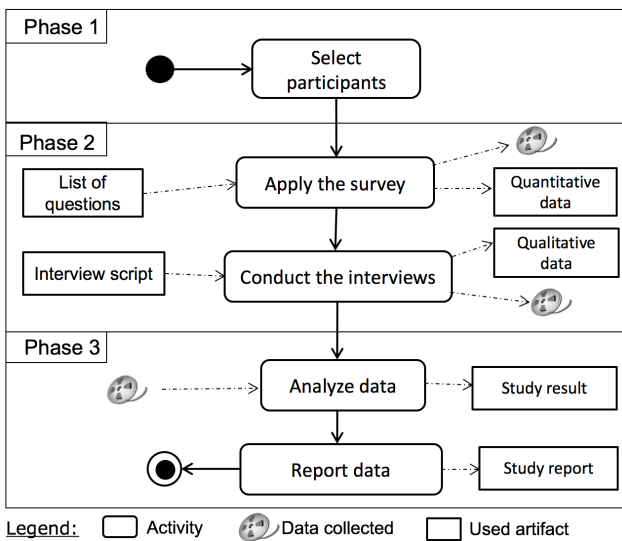 Phase 1
Select
participants
Phase 2
List of
questions
Apply the survey
Quantitative
data
Interview script
Conduct the interviews
Qualitative
data
Phase 3
Analyze data
Study result
Report data
Study report
Legend:
Activity
Data collected
Used artifact